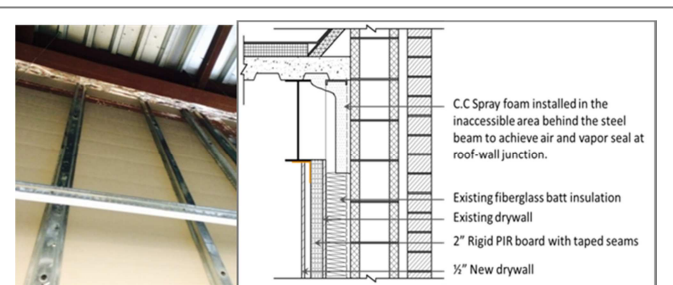 C.C Spray foam installed in the
inaccessible area behind the steel
beam to achieve air and vapor seal at
roof-wall junction.
Existing fiberglass batt insulation
Existing drywall
2” Rigid PIR board with taped seams
½” New drywall